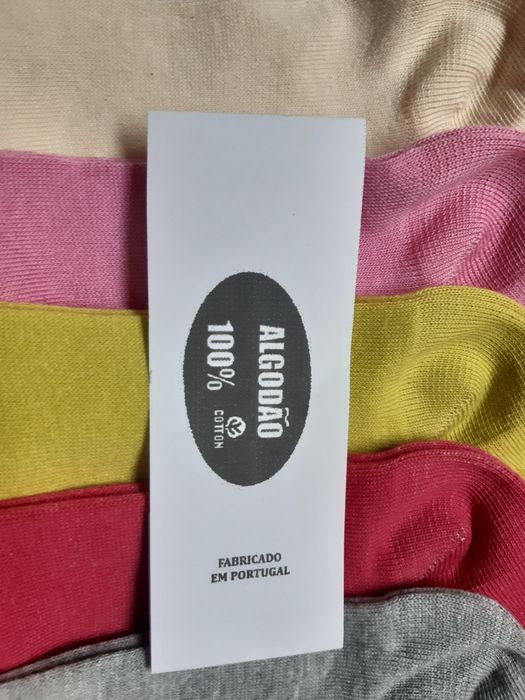 ALGODÃO
100%
COTTON
FABRICADO
EM PORTUGAL